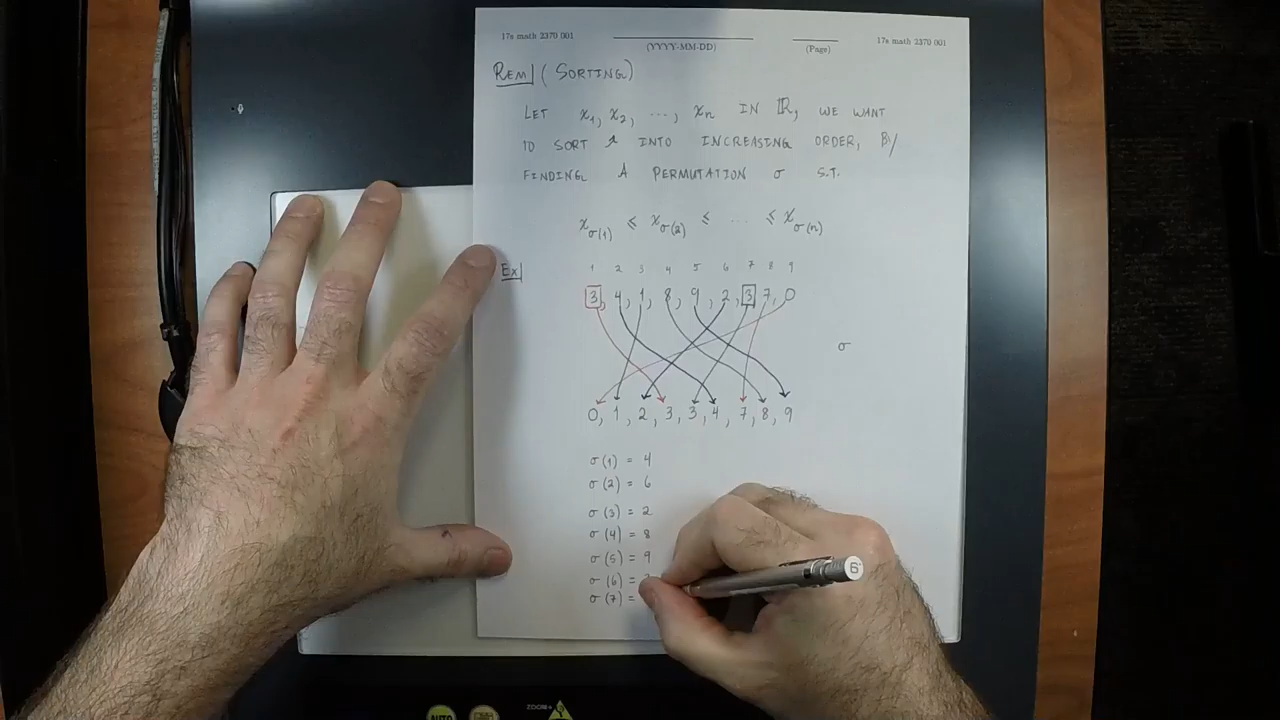 17s math 2370 001 (YYYY-MM-DD) (Page) 17s math 2370 001
REM (SORTING)
LET x1, x2, ..., xn IN ℝ, WE WANT
TO SORT INTO INCREASING ORDER, BY
FINDING A PERMUTATION σ S.T.
xσ(1) ≤ xσ(2) ≤ ... ≤ xσ(n)
EX
1 2 3 4 5 6 7 8 9
3, 4, 1, 8, 9, 2, 3, 7, 0
σ
0, 1, 2, 3, 3, 4, 7, 8, 9
σ(1) = 4
σ(2) = 6
σ(3) = 2
σ(4) = 8
σ(5) = 9
σ(6) =
σ(7) =
AUTO
ZOOM+